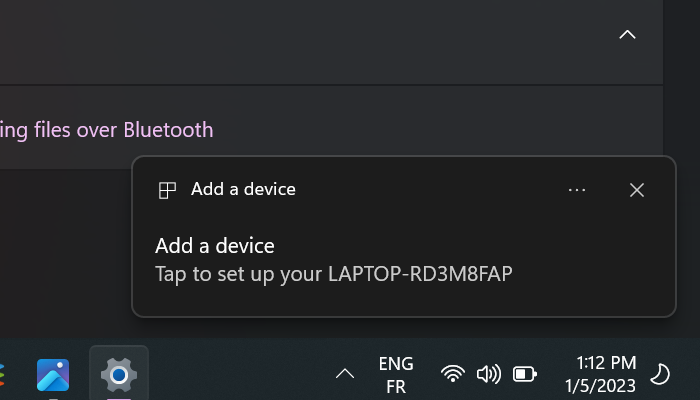 ing files over Bluetooth
Add a device
Add a device
Tap to set up your LAPTOP-RD3M8FAP
ENG
FR
1:12 PM
1/5/2023